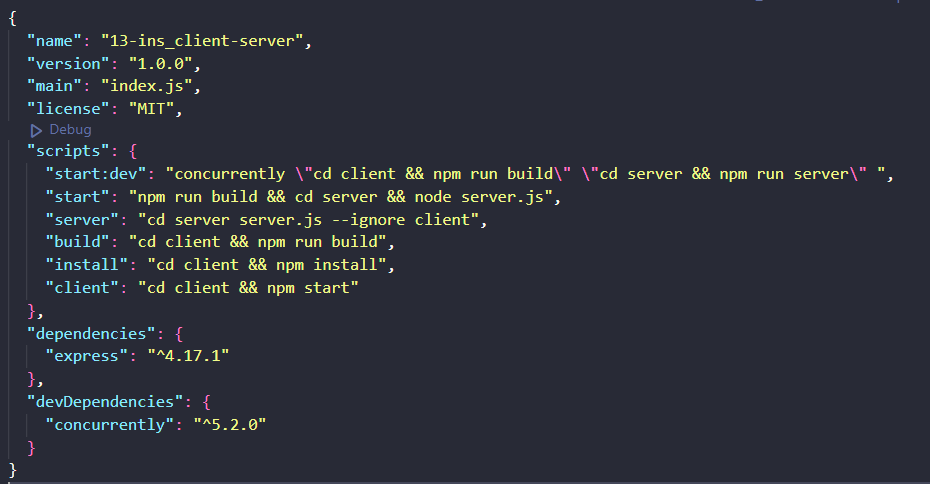 {
"name": "13-ins_client-server",
"version": "1.0.0",
"main": "index.js",
"license": "MIT",
Debug
"scripts": {
"start:dev": "concurrently \"cd client && npm run build\" \"cd server && npm run server\" ",
"start": "npm run build && cd server && node server.js",
"server": "cd server server.js --ignore client",
"build": "cd client && npm run build",
"install": "cd client && npm install",
"client": "cd client && npm start"
},
"dependencies": {
"express": "^4.17.1"
},
"devDependencies": {
"concurrently": "^5.2.0"
}
}